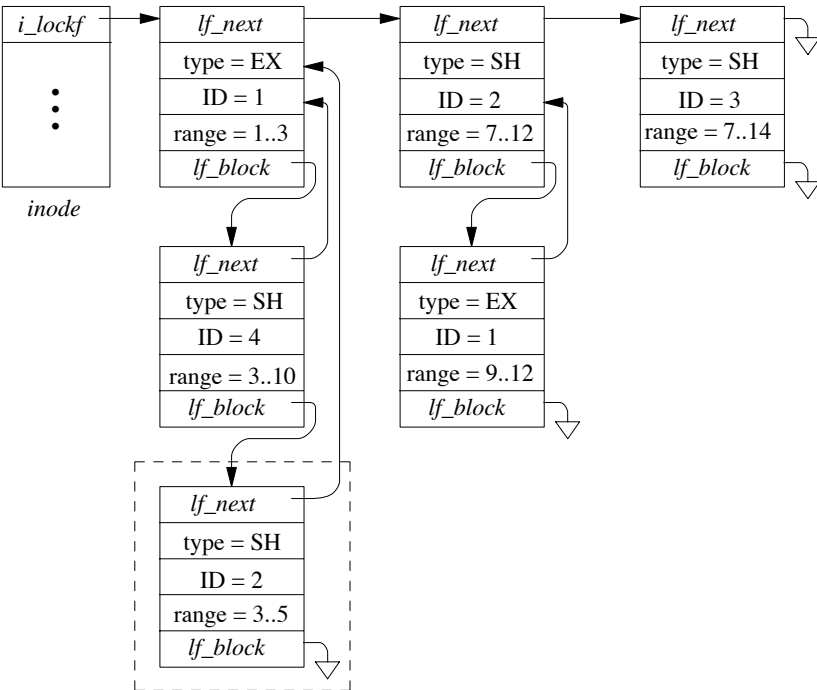 i_lockf
inode
lf_next
type = EX
ID = 1
range = 1..3
lf_block
lf_next
type = SH
ID = 2
range = 7..12
lf_block
lf_next
type = SH
ID = 3
range = 7..14
lf_block
lf_next
type = SH
ID = 4
range = 3..10
lf_block
lf_next
type = EX
ID = 1
range = 9..12
lf_block
lf_next
type = SH
ID = 2
range = 3..5
lf_block